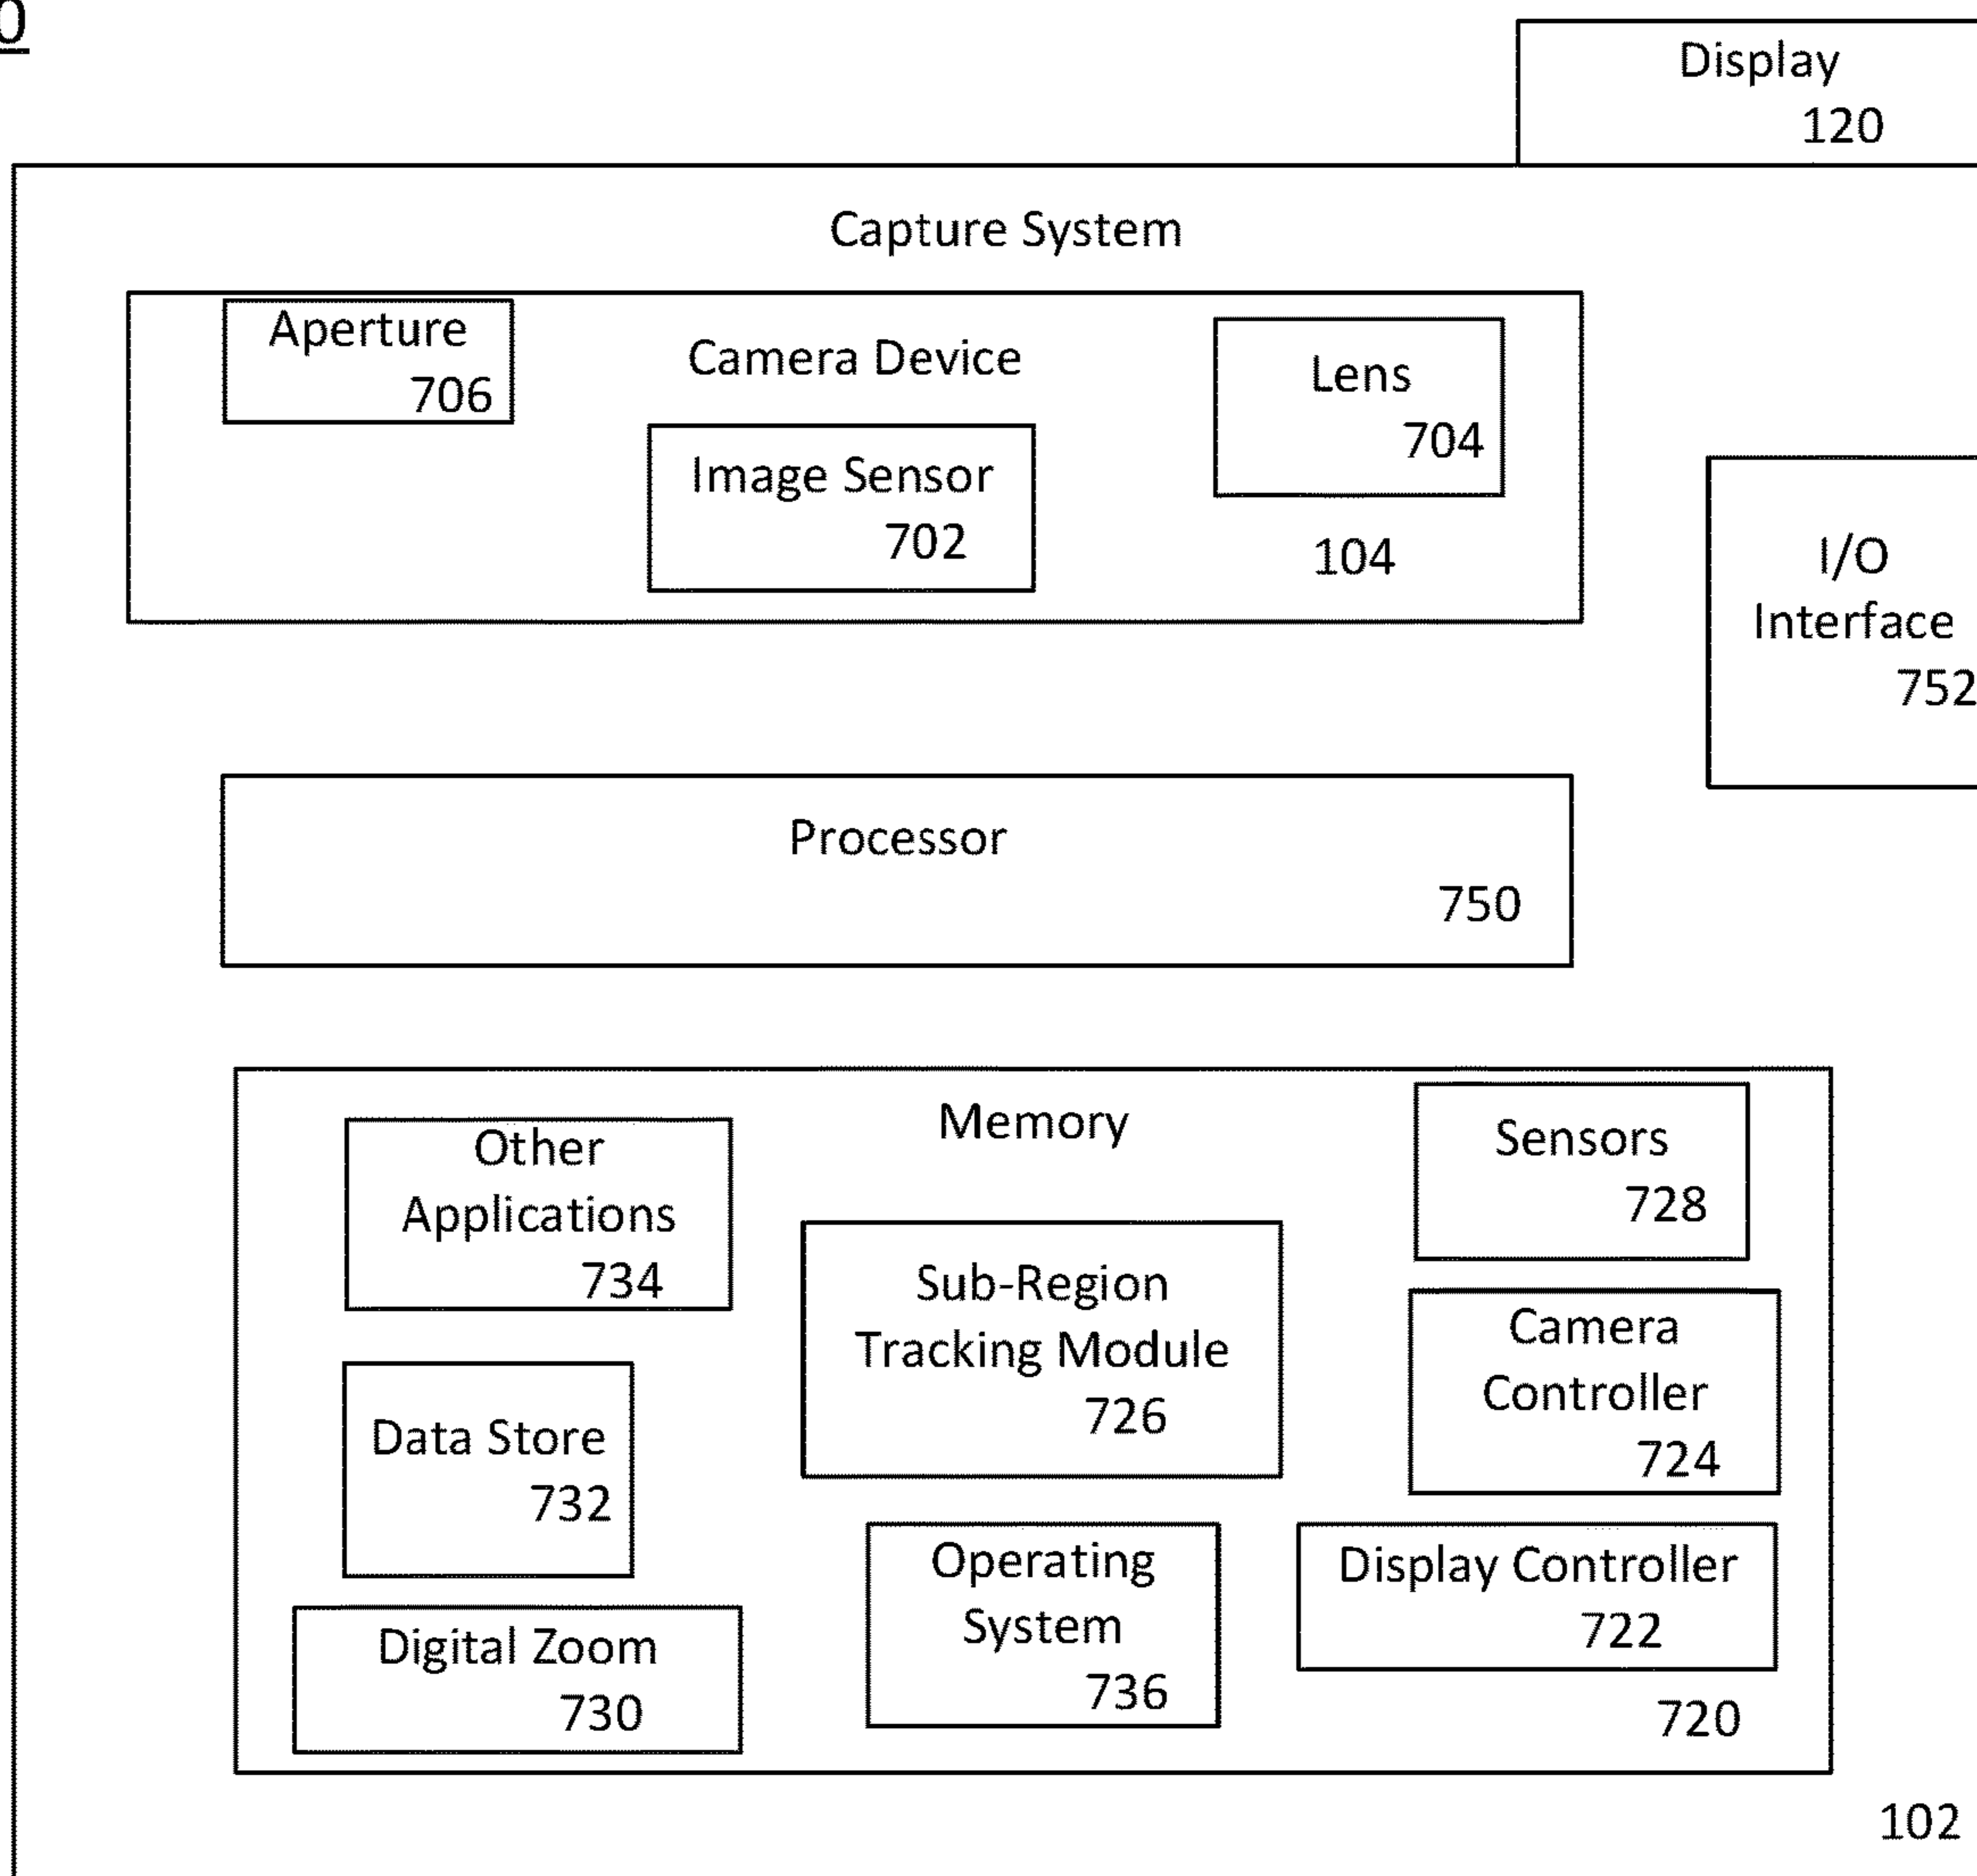 0
Display
120
Capture System
Aperture
706
Camera Device
Lens
704
Image Sensor
702
104
I/O
Interface
752
Processor
750
Memory
Other
Applications
734
Sensors
728
Sub-Region
Tracking Module
726
Camera
Controller
724
Data Store
732
Operating
System
736
Display Controller
722
Digital Zoom
730
720
102